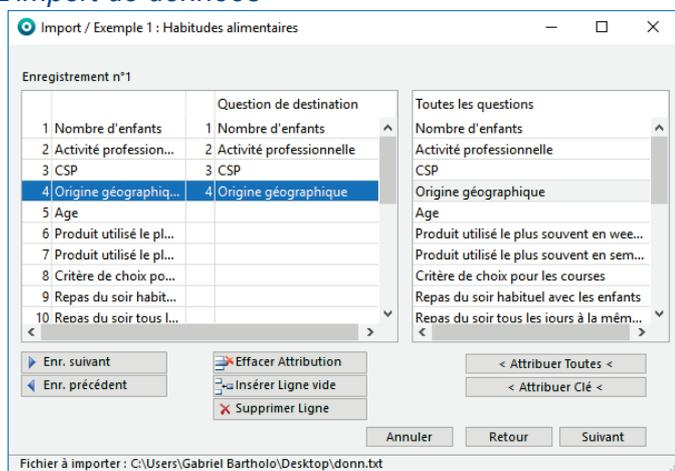 L'import de données
Import / Exemple 1 : Habitudes alimentaires
Enregistrement n°1
Question de destination
1 Nombre d'enfants 1 Nombre d'enfants
2 Activité profession... 2 Activité professionnelle
3 CSP 3 CSP
4 Origine géographiq... 4 Origine géographique
5 Age
6 Produit utilisé le pl...
7 Produit utilisé le pl...
8 Critère de choix po...
9 Repas du soir habit...
10 Repas du soir tous l...
Toutes les questions
Nombre d'enfants
Activité professionnelle
CSP
Origine géographique
Age
Produit utilisé le plus souvent en wee...
Produit utilisé le plus souvent en sem...
Critère de choix pour les courses
Repas du soir habituel avec les enfants
Repas du soir tous les jours à la mêm...
Enr. suivant
Enr. précédent
Effacer Attribution
Insérer Ligne vide
Supprimer Ligne
< Attribuer Toutes <
< Attribuer Clé <
Annuler
Retour
Suivant
Fichier à importer : C:\Users\Gabriel Bartholo\Desktop\donn.txt